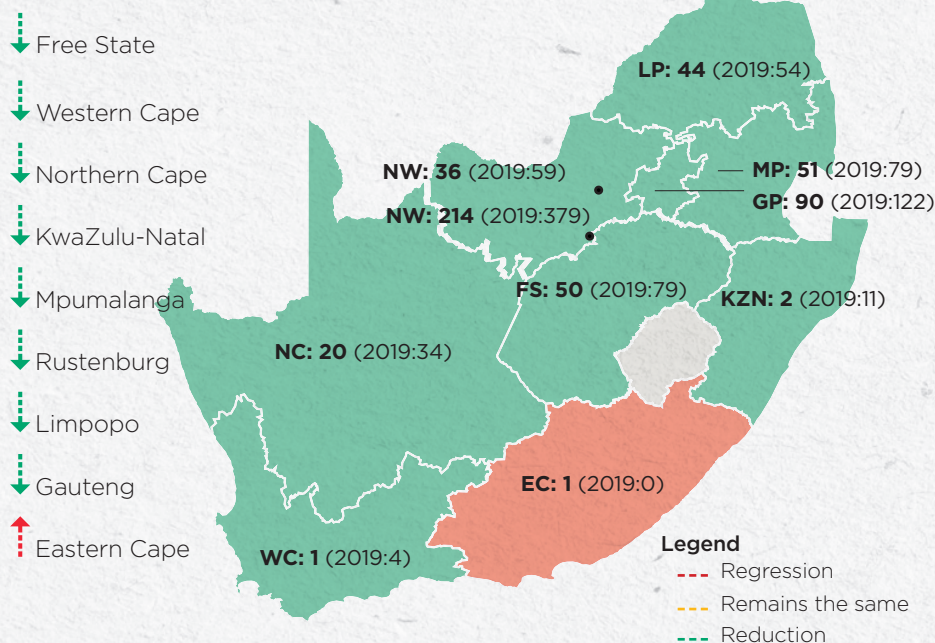 Free State
Western Cape
Northern Cape
KwaZulu-Natal
Mpumalanga
Rustenburg
Limpopo
Gauteng
Eastern Cape
LP: 44 (2019:54)
NW: 36 (2019:59)
MP: 51 (2019:79)
GP: 90 (2019:122)
NW: 214 (2019:379)
FS: 50 (2019:79)
KZN: 2 (2019:11)
NC: 20 (2019:34)
EC: 1 (2019:0)
WC: 1 (2019:4)
Legend
Regression
Remains the same
Reduction